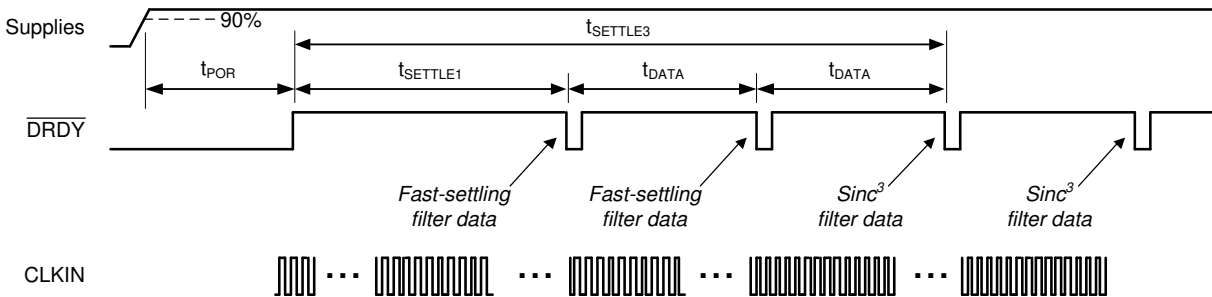 Supplies
90%
tSETTLE3
tPOR
tSETTLE1
tDATA
tDATA
DRDY
Fast-settling
filter data
Fast-settling
filter data
Sinc³
filter data
Sinc³
filter data
CLKIN